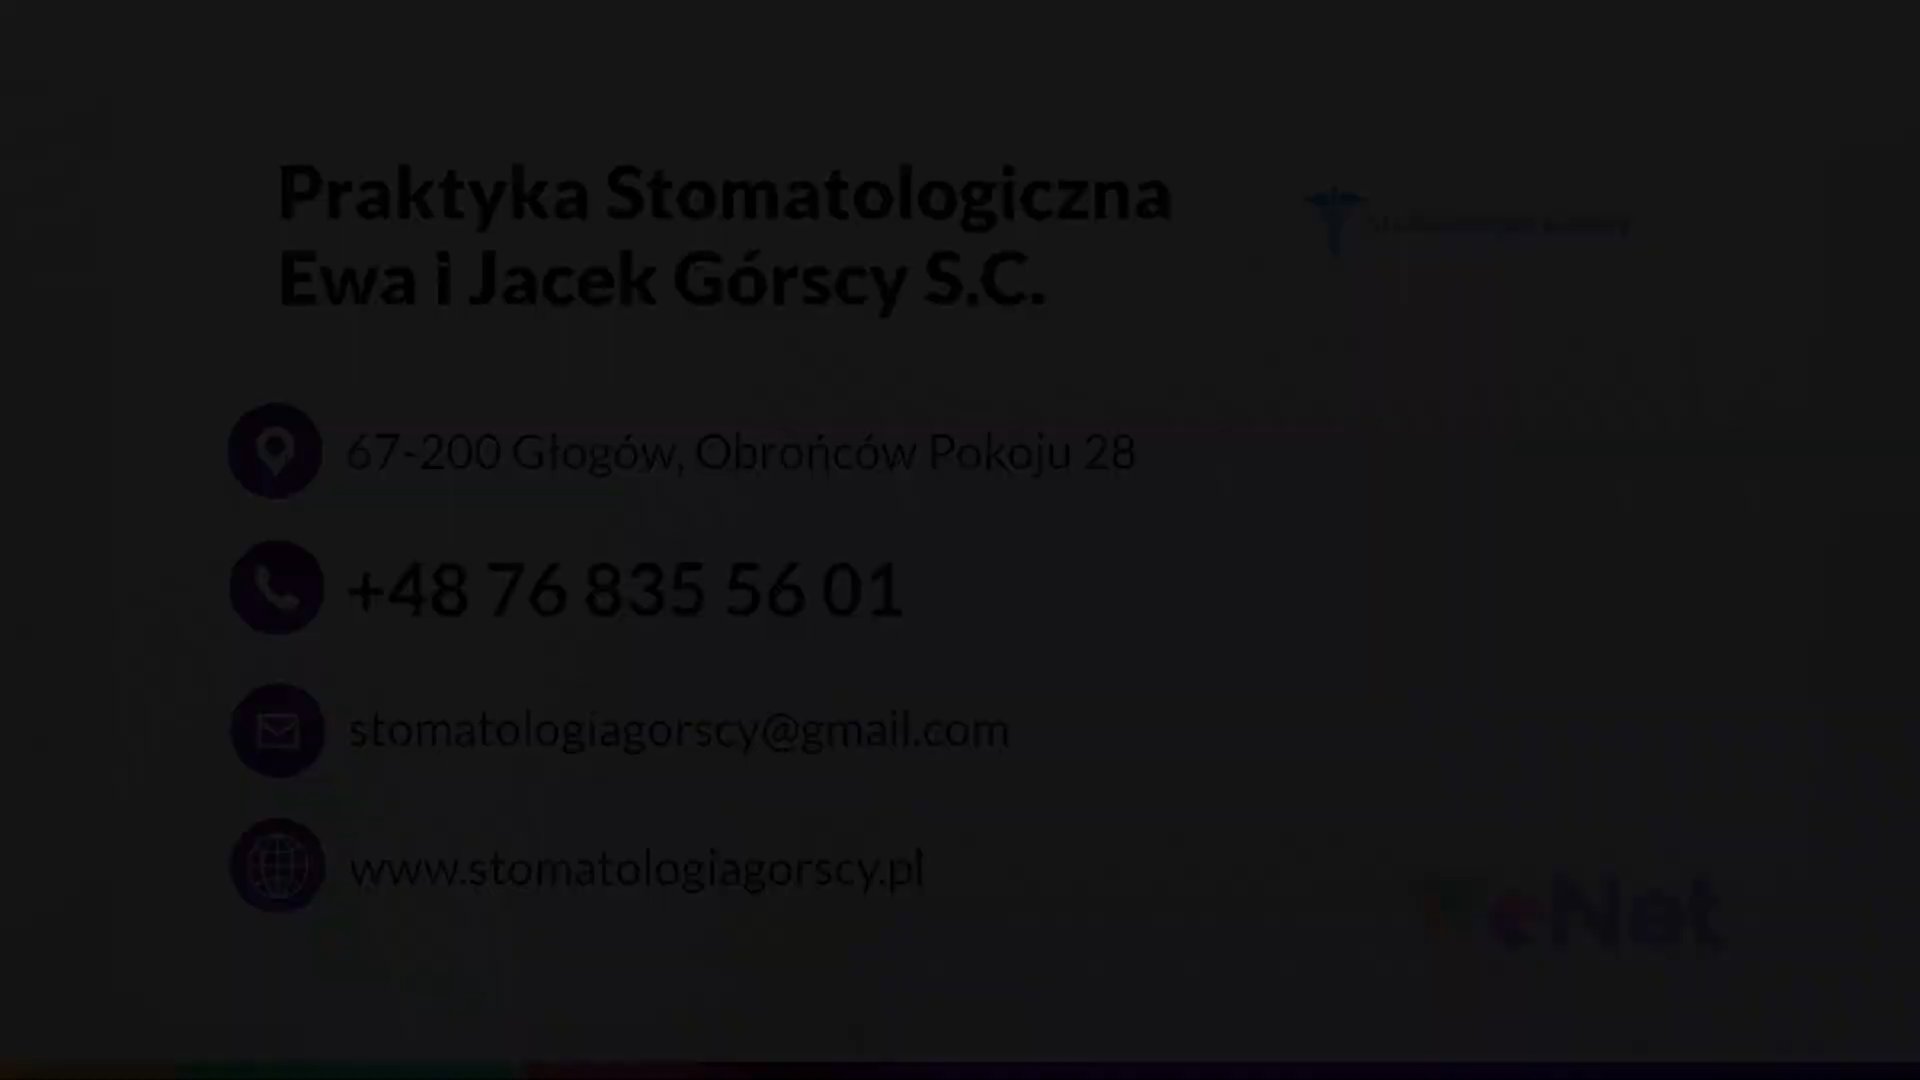 Praktyka Stomatologiczna
Ewa i Jacek Górscy S.C.
67-200 Głogów, Obrońców Pokoju 28
+48 76 835 56 01
stomatologiagorscy@gmail.com
www.stomatologiagorscy.pl
WeNet